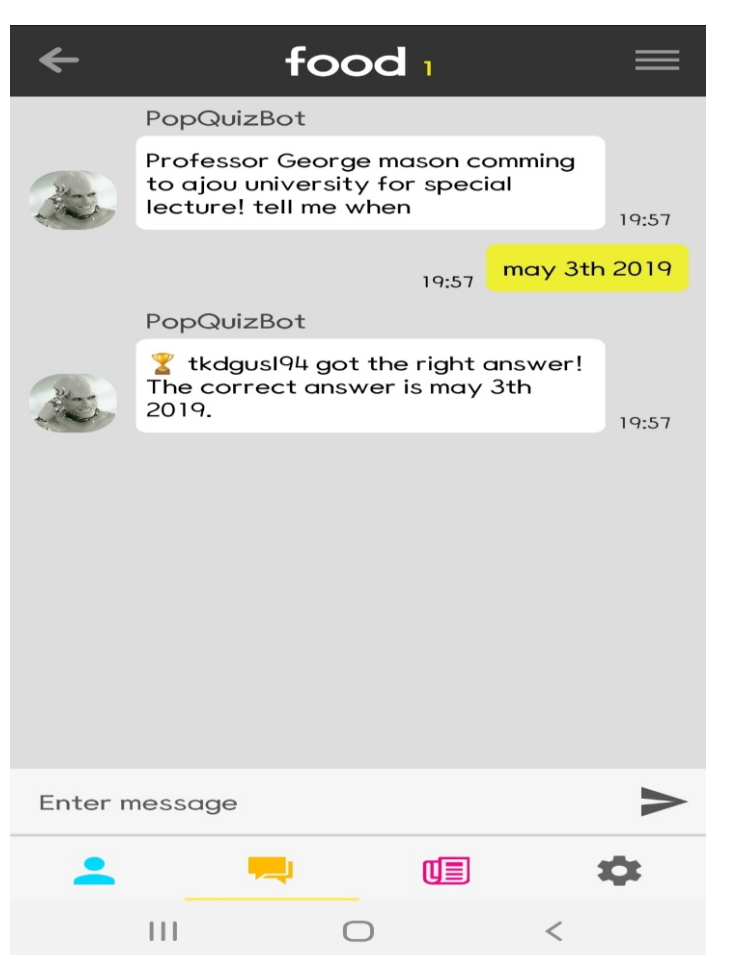 food 1
PopQuizBot
Professor George mason comming
to ajou university for special
lecture! tell me when
19:57
may 3th 2019
19:57
PopQuizBot
🏆 tkdgusl94 got the right answer!
The correct answer is may 3th
2019.
19:57
Enter message